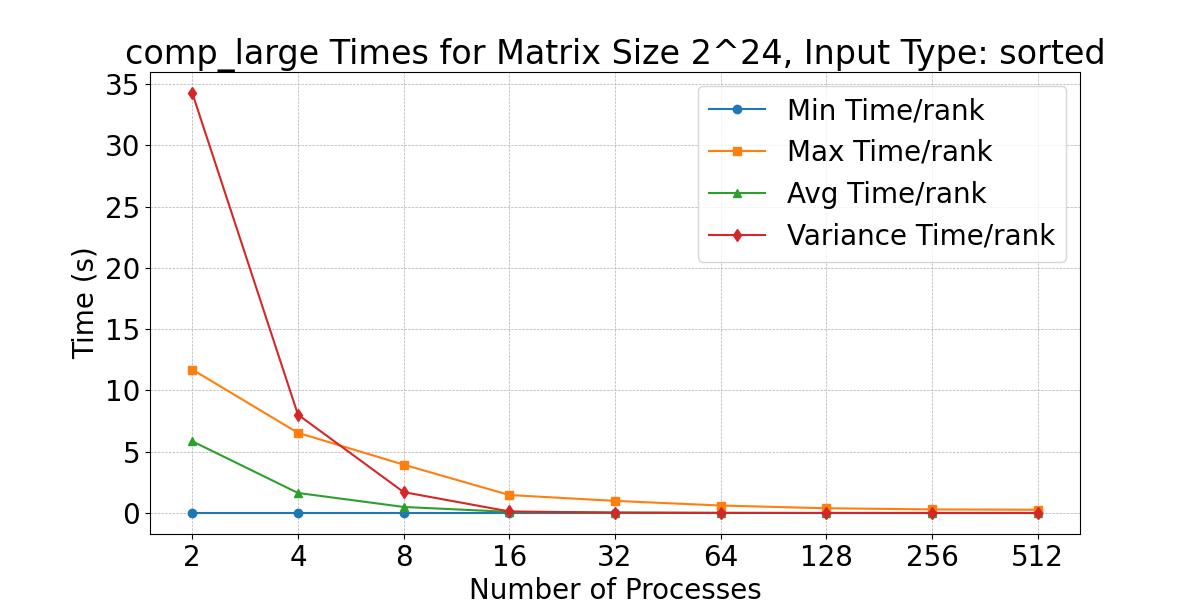 comp_large Times for Matrix Size 2^24, Input Type: sorted
35
30
25
20
15
10
5
0
Time (s)
Min Time/rank
Max Time/rank
Avg Time/rank
Variance Time/rank
2 4 8 16 32 64 128 256 512
Number of Processes